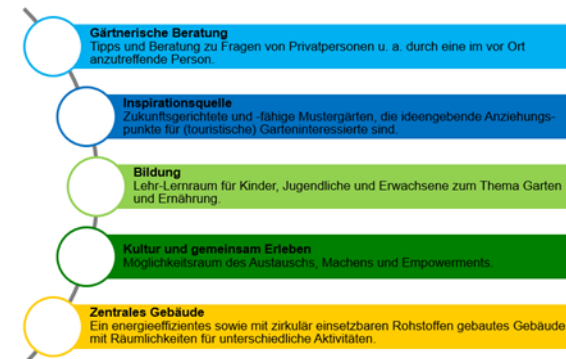 Gärtnerische Beratung
Tipps und Beratung zu Fragen von Privatpersonen u. a. durch eine im vor Ort
anzutreffende Person.
Inspirationsquelle
Zukunftsgerichtete und -fähige Mustergärten, die ideengebende Anziehungs-
punkte für (touristische) Garteninteressierte sind.
Bildung
Lehr-Lernraum für Kinder, Jugendliche und Erwachsene zum Thema Garten
und Ernährung.
Kultur und gemeinsam Erleben
Möglichkeitsraum des Austauschs, Machens und Empowerments.
Zentrales Gebäude
Ein energieeffizientes sowie mit zirkulär einsetzbaren Rohstoffen gebautes Gebäude
mit Räumlichkeiten für unterschiedliche Aktivitäten.